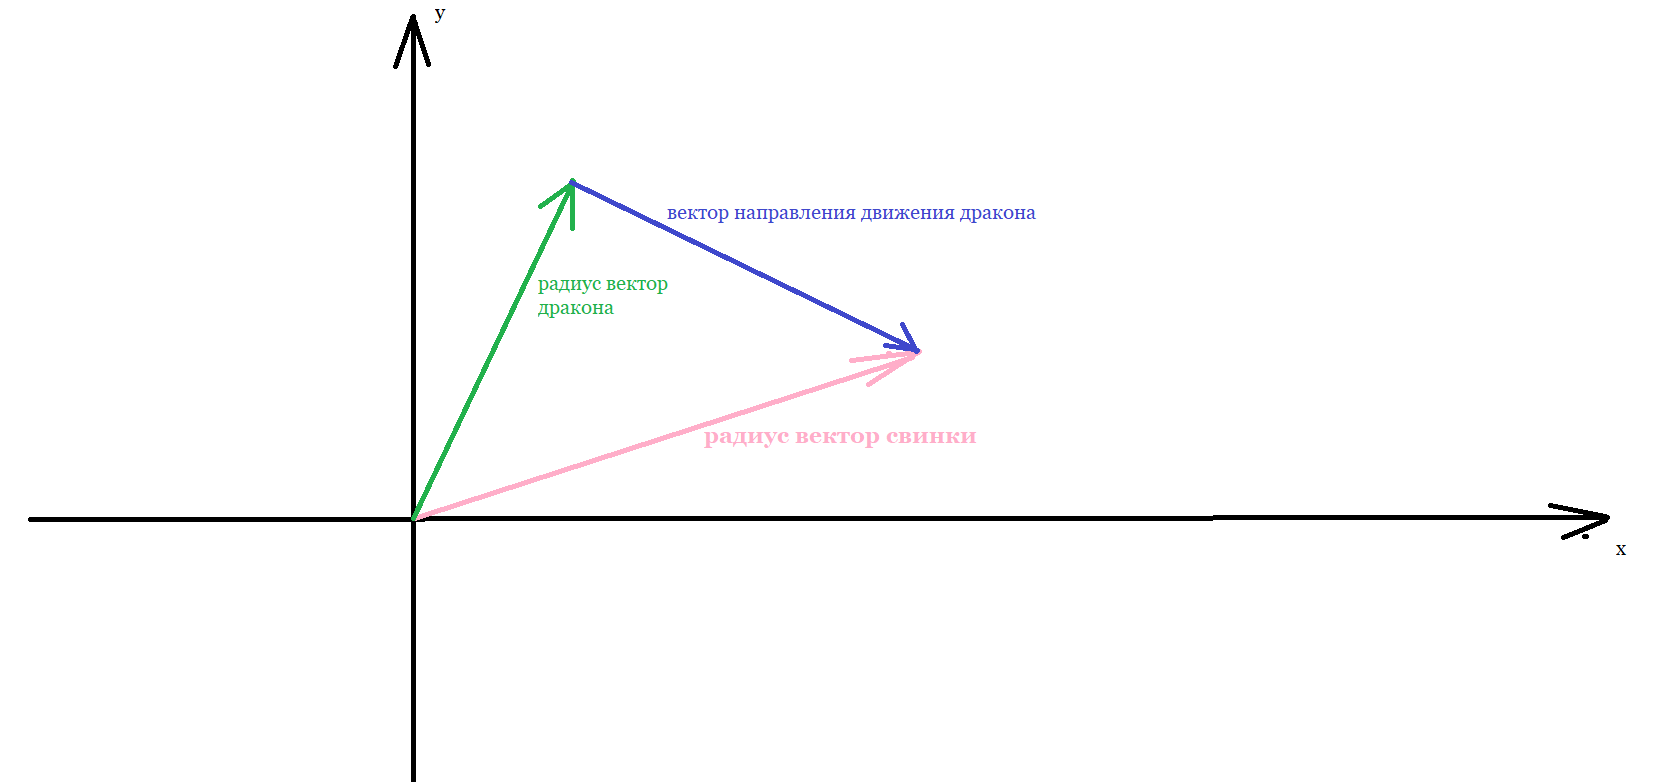 y
вектор направления движения дракона
радиус вектор
дракона
радиус вектор свинки
x